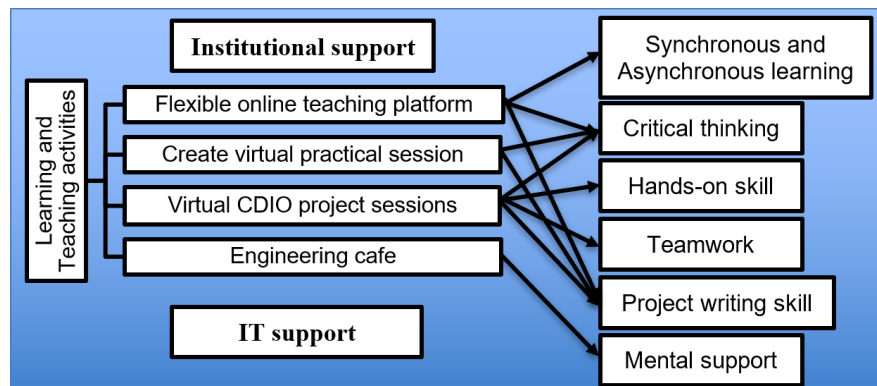 Institutional support
Learning and
Teaching activities
Flexible online teaching platform
Create virtual practical session
Virtual CDIO project sessions
Engineering cafe
IT support
Synchronous and
Asynchronous learning
Critical thinking
Hands-on skill
Teamwork
Project writing skill
Mental support